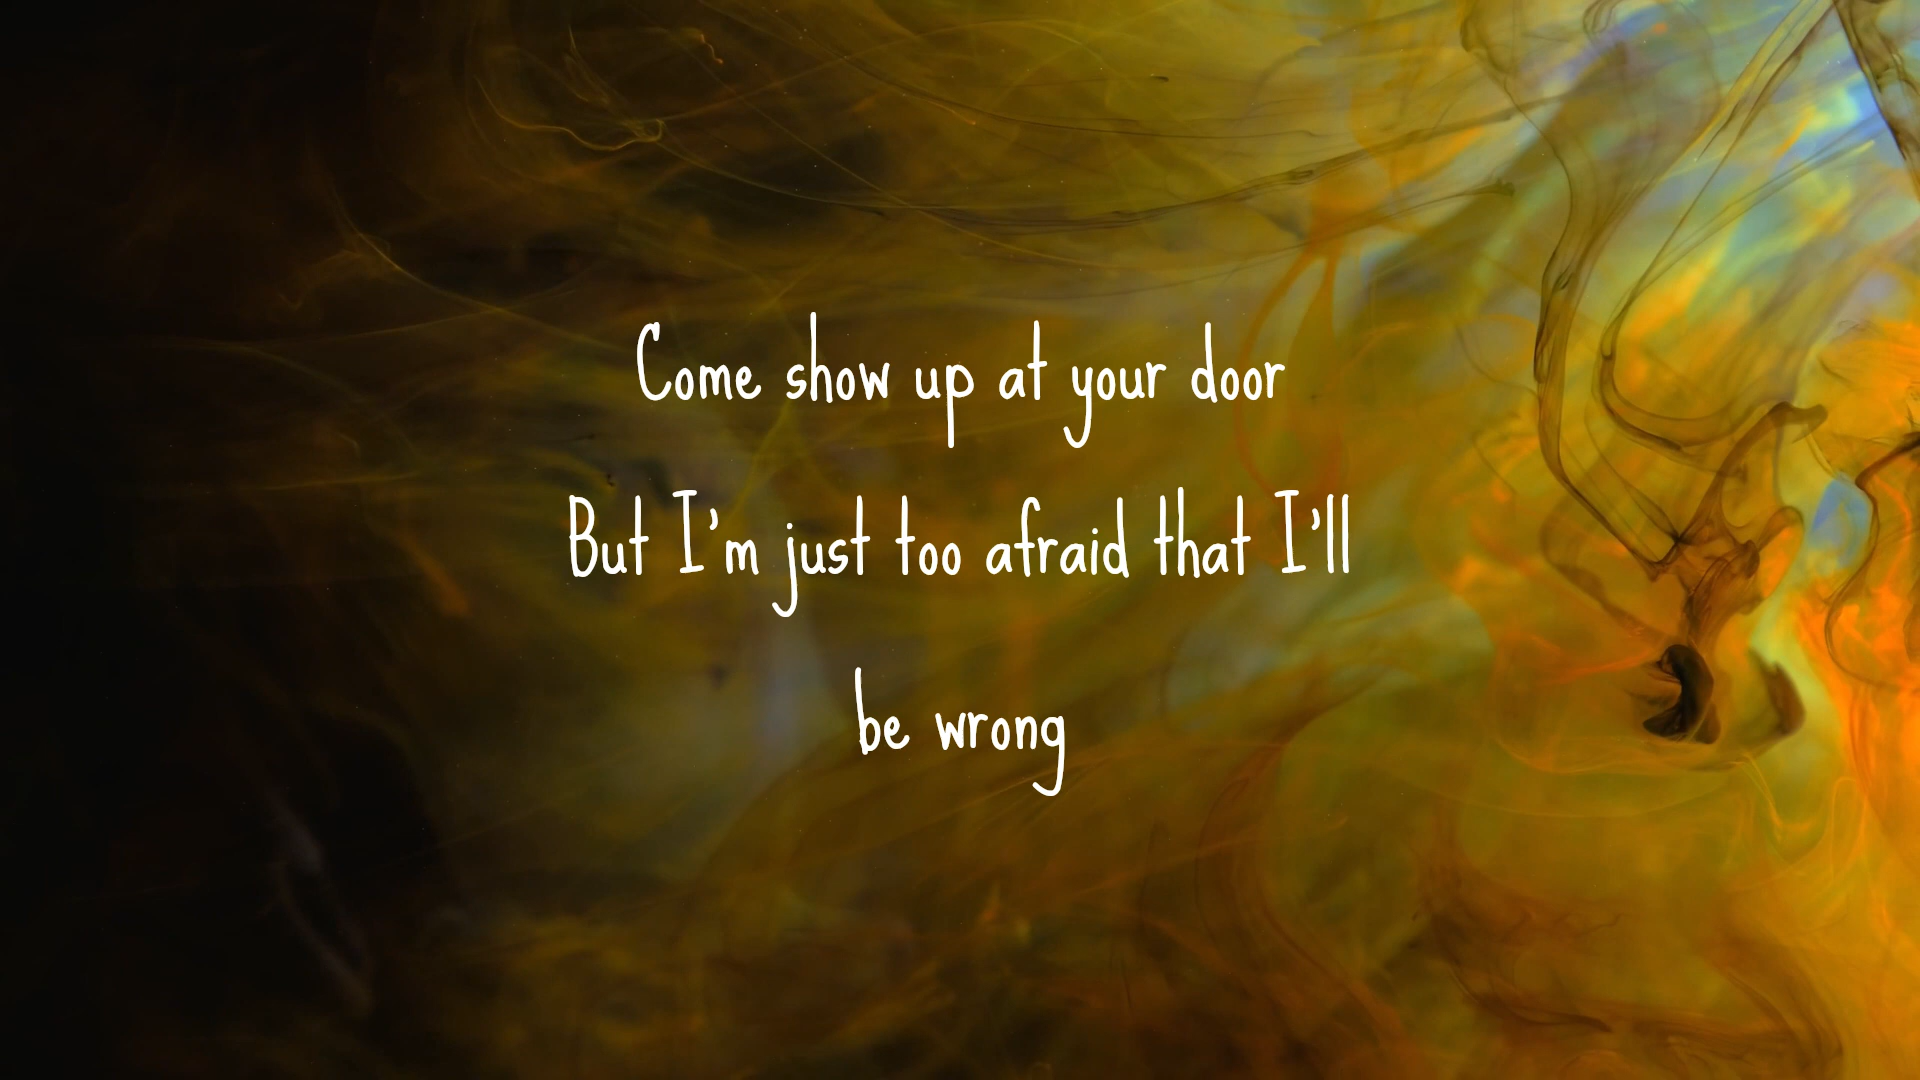 Come show up at your door
But I'm just too afraid that I'll
be wrong